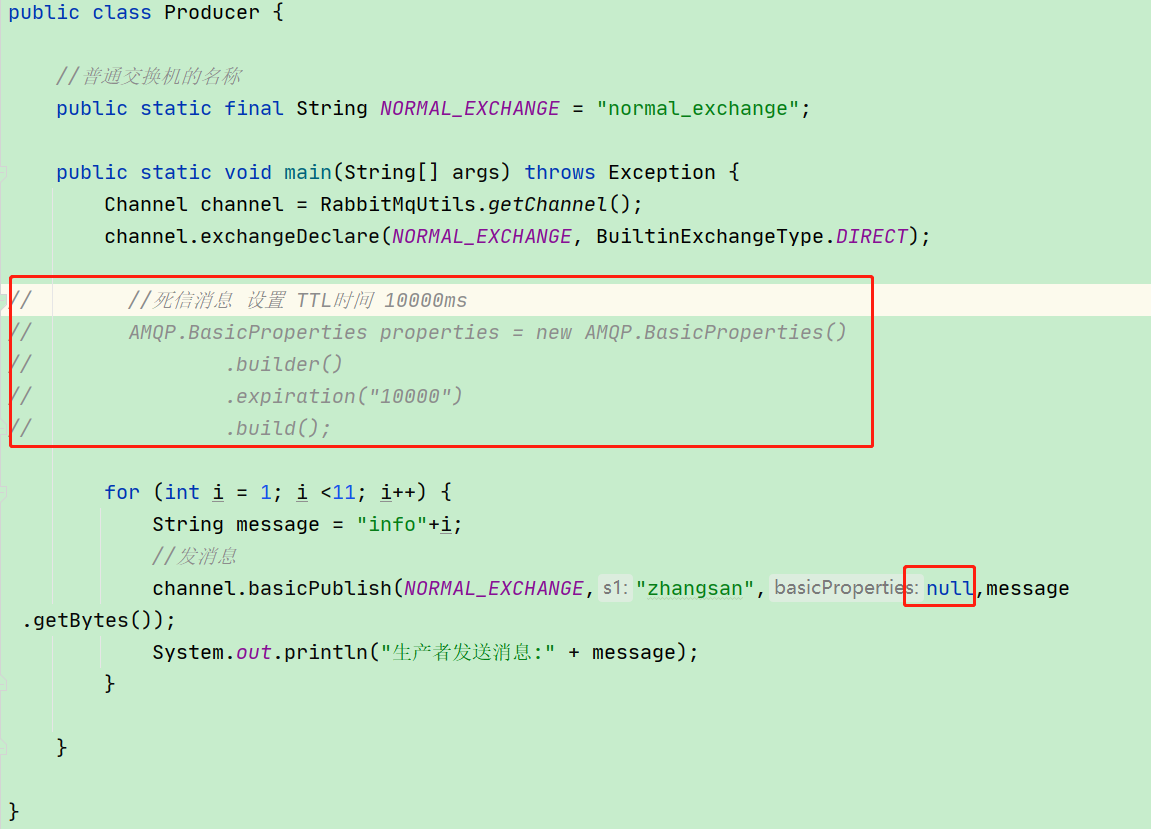 public class Producer {
//普通交换机的名称
public static final String NORMAL_EXCHANGE = "normal_exchange";
public static void main(String[] args) throws Exception {
Channel channel = RabbitMqUtils.getChannel();
channel.exchangeDeclare(NORMAL_EXCHANGE, BuiltinExchangeType.DIRECT);
//        //死信消息 设置 TTL时间 10000ms
//        AMQP.BasicProperties properties = new AMQP.BasicProperties()
//                .builder()
//                .expiration("10000")
//                .build();
for (int i = 1; i <11; i++) {
String message = "info"+i;
//发消息
channel.basicPublish(NORMAL_EXCHANGE, s1: "zhangsan", basicProperties: null,message
.getBytes());
System.out.println("生产者发送消息:" + message);
}
}
}